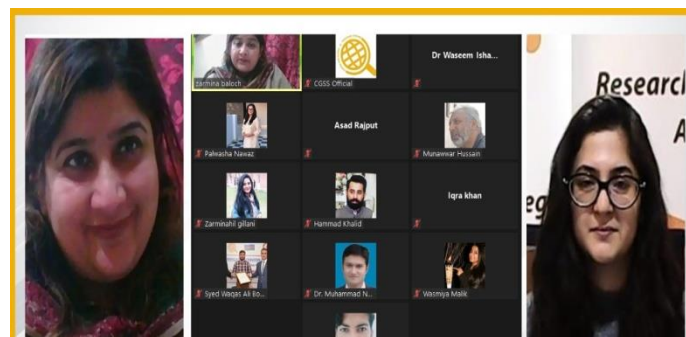 zarmina baloch
CGSS Official
Dr Waseem Isha...
Palwasha Nawaz
Asad Rajput
Munawwar Hussain
Zarminahil gillani
Hammad Khalid
Iqra khan
Syed Waqas Ali Bo...
Dr. Muhammad N...
Wasmiya Malik
Research
A
eg